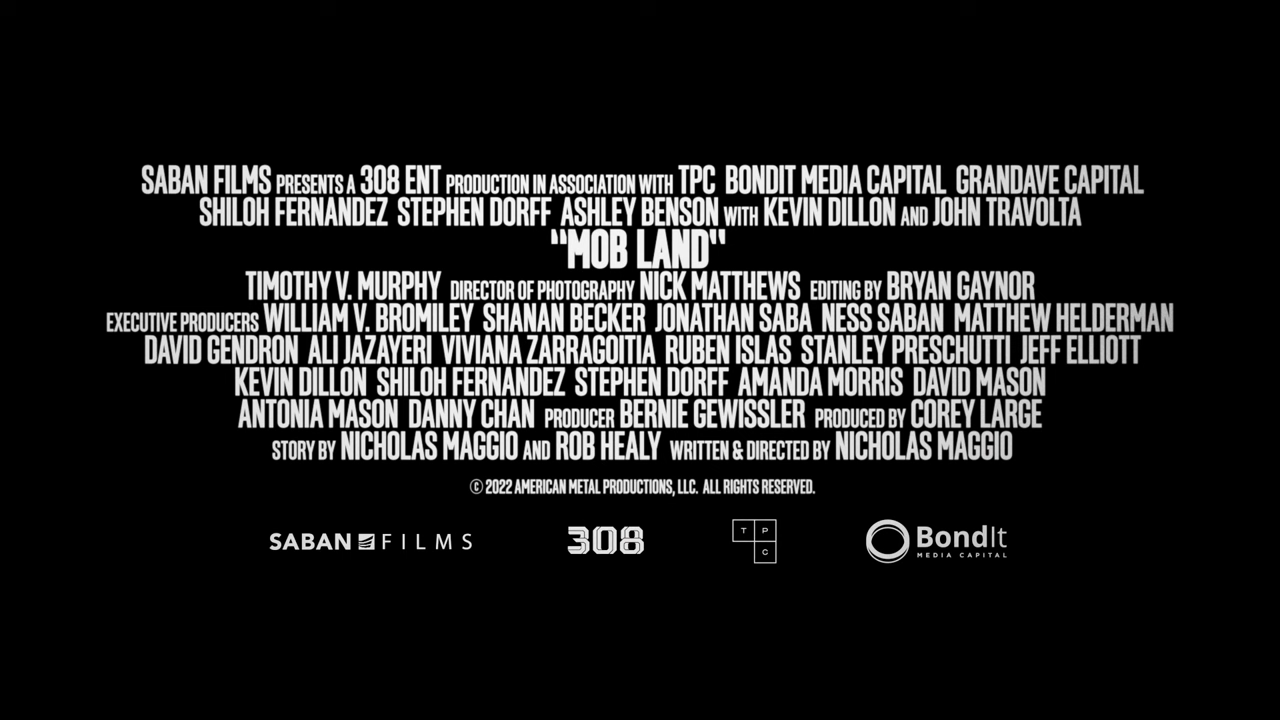 SABAN FILMS PRESENTS A 308 ENT PRODUCTION IN ASSOCIATION WITH TPC BONDIT MEDIA CAPITAL GRANDAVE CAPITAL
SHILOH FERNANDEZ STEPHEN DORFF ASHLEY BENSON WITH KEVIN DILLON AND JOHN TRAVOLTA
"MOB LAND"
TIMOTHY V. MURPHY DIRECTOR OF PHOTOGRAPHY NICK MATTHEWS EDITING BY BRYAN GAYNOR
EXECUTIVE PRODUCERS WILLIAM V. BROMILEY SHANAN BECKER JONATHAN SABA NESS SABAN MATTHEW HELDERMAN
DAVID GENDRON ALI JAZAYERI VIVIANA ZARRAGOITIA RUBEN ISLAS STANLEY PRESCHUTTI JEFF ELLIOTT
KEVIN DILLON SHILOH FERNANDEZ STEPHEN DORFF AMANDA MORRIS DAVID MASON
ANTONIA MASON DANNY CHAN PRODUCER BERNIE GEWISSLER PRODUCED BY COREY LARGE
STORY BY NICHOLAS MAGGIO AND ROB HEALY WRITTEN & DIRECTED BY NICHOLAS MAGGIO
© 2022 AMERICAN METAL PRODUCTIONS, LLC. ALL RIGHTS RESERVED.
SABAN FILMS
308
TPC
BondIt
MEDIA CAPITAL